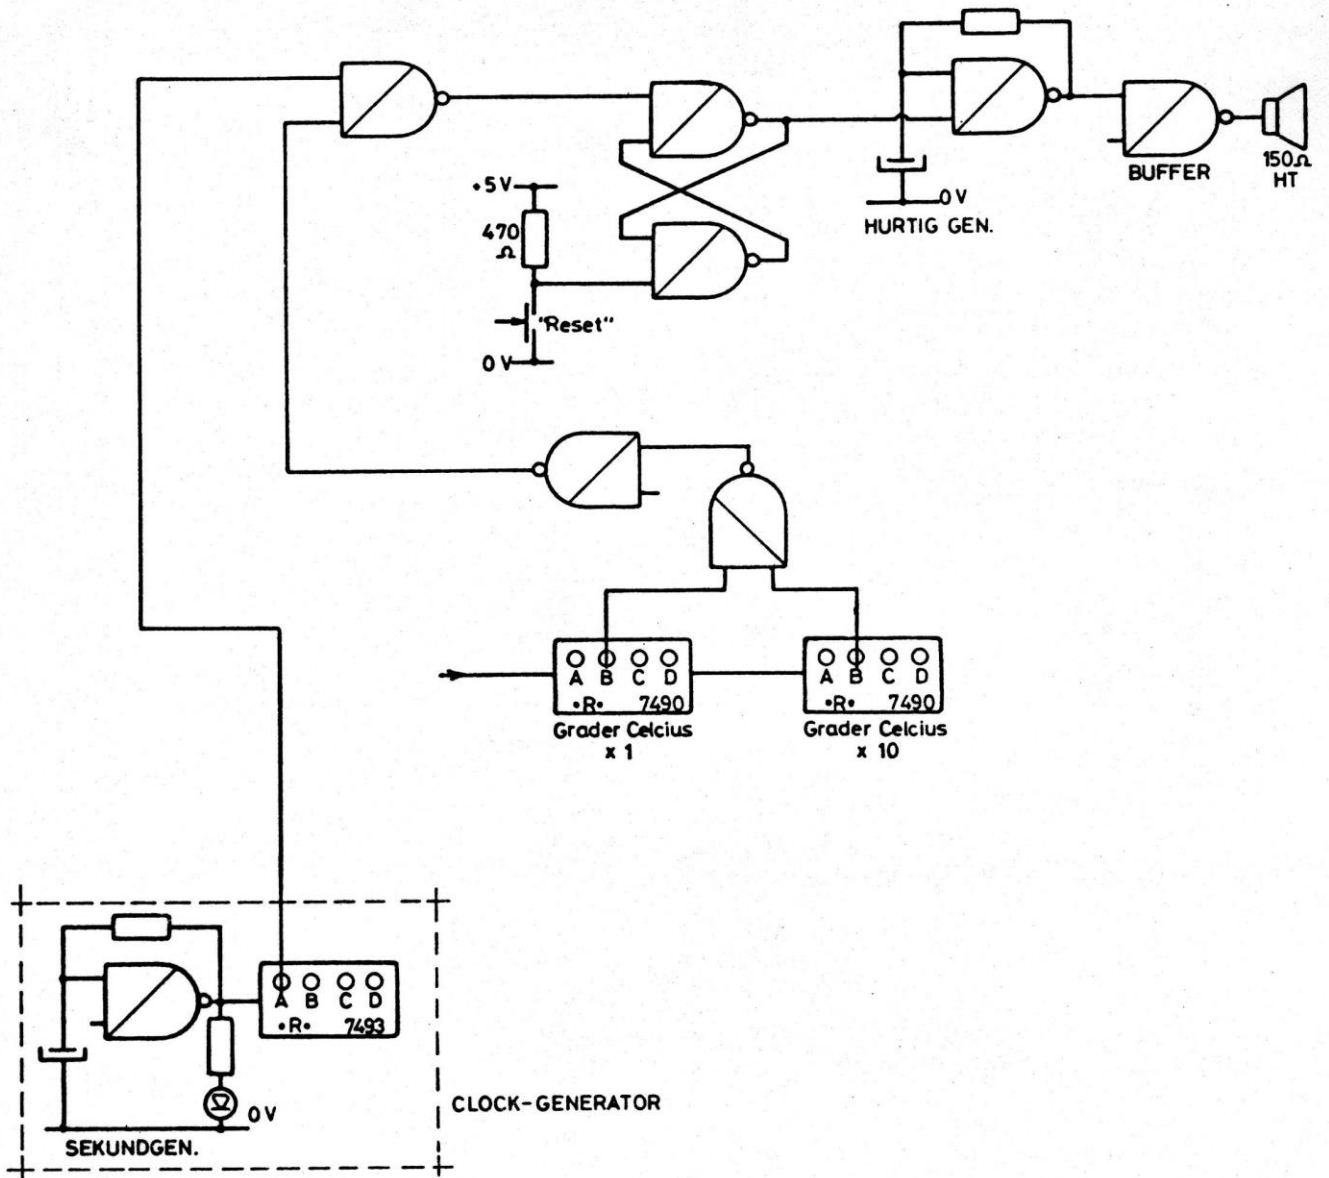 BUFFER
150Ω
HT
+5V
470
Ω
0V
HURTIG GEN.
"Reset"
0V
A B C D
•R• 7490
Grader Celcius
x 1
A B C D
•R• 7490
Grader Celcius
x 10
A B C D
•R• 7493
0V
SEKUNDGEN.
CLOCK-GENERATOR